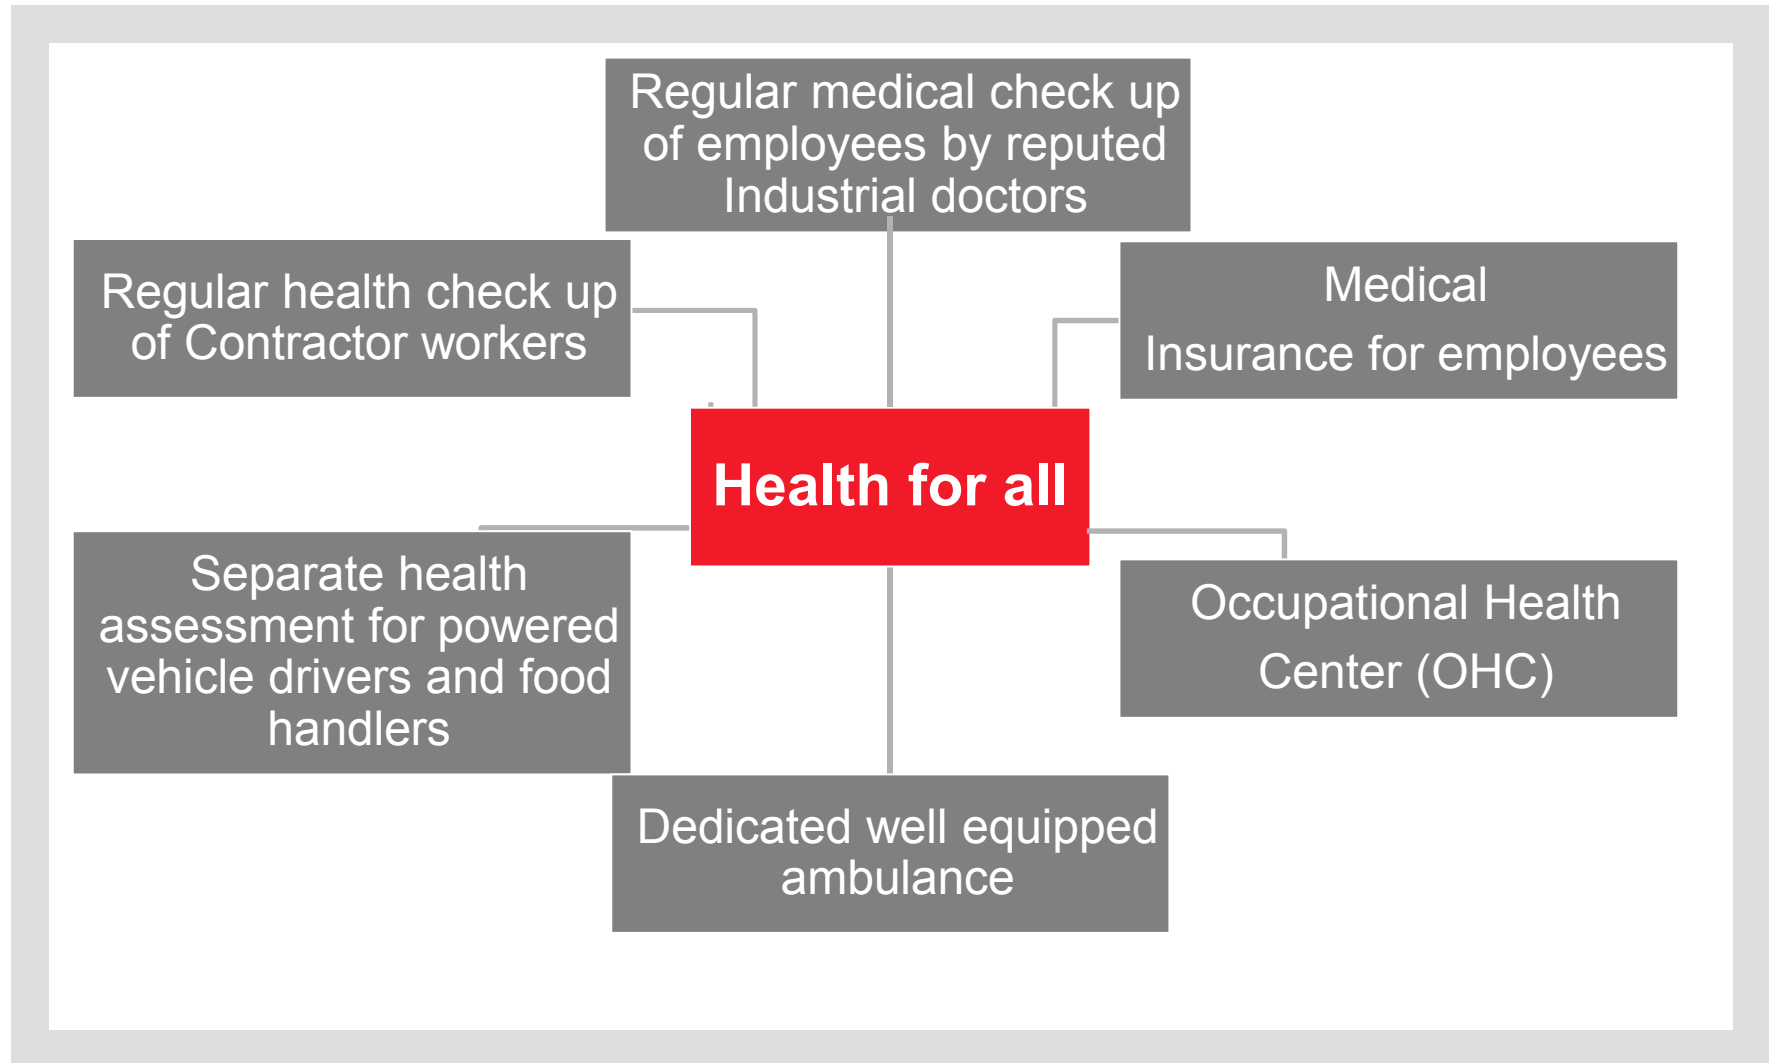 Regular medical check up
of employees by reputed
Industrial doctors
Regular health check up
of Contractor workers
Medical
Insurance for employees
Health for all
Separate health
assessment for powered
vehicle drivers and food
handlers
Occupational Health
Center (OHC)
Dedicated well equipped
ambulance